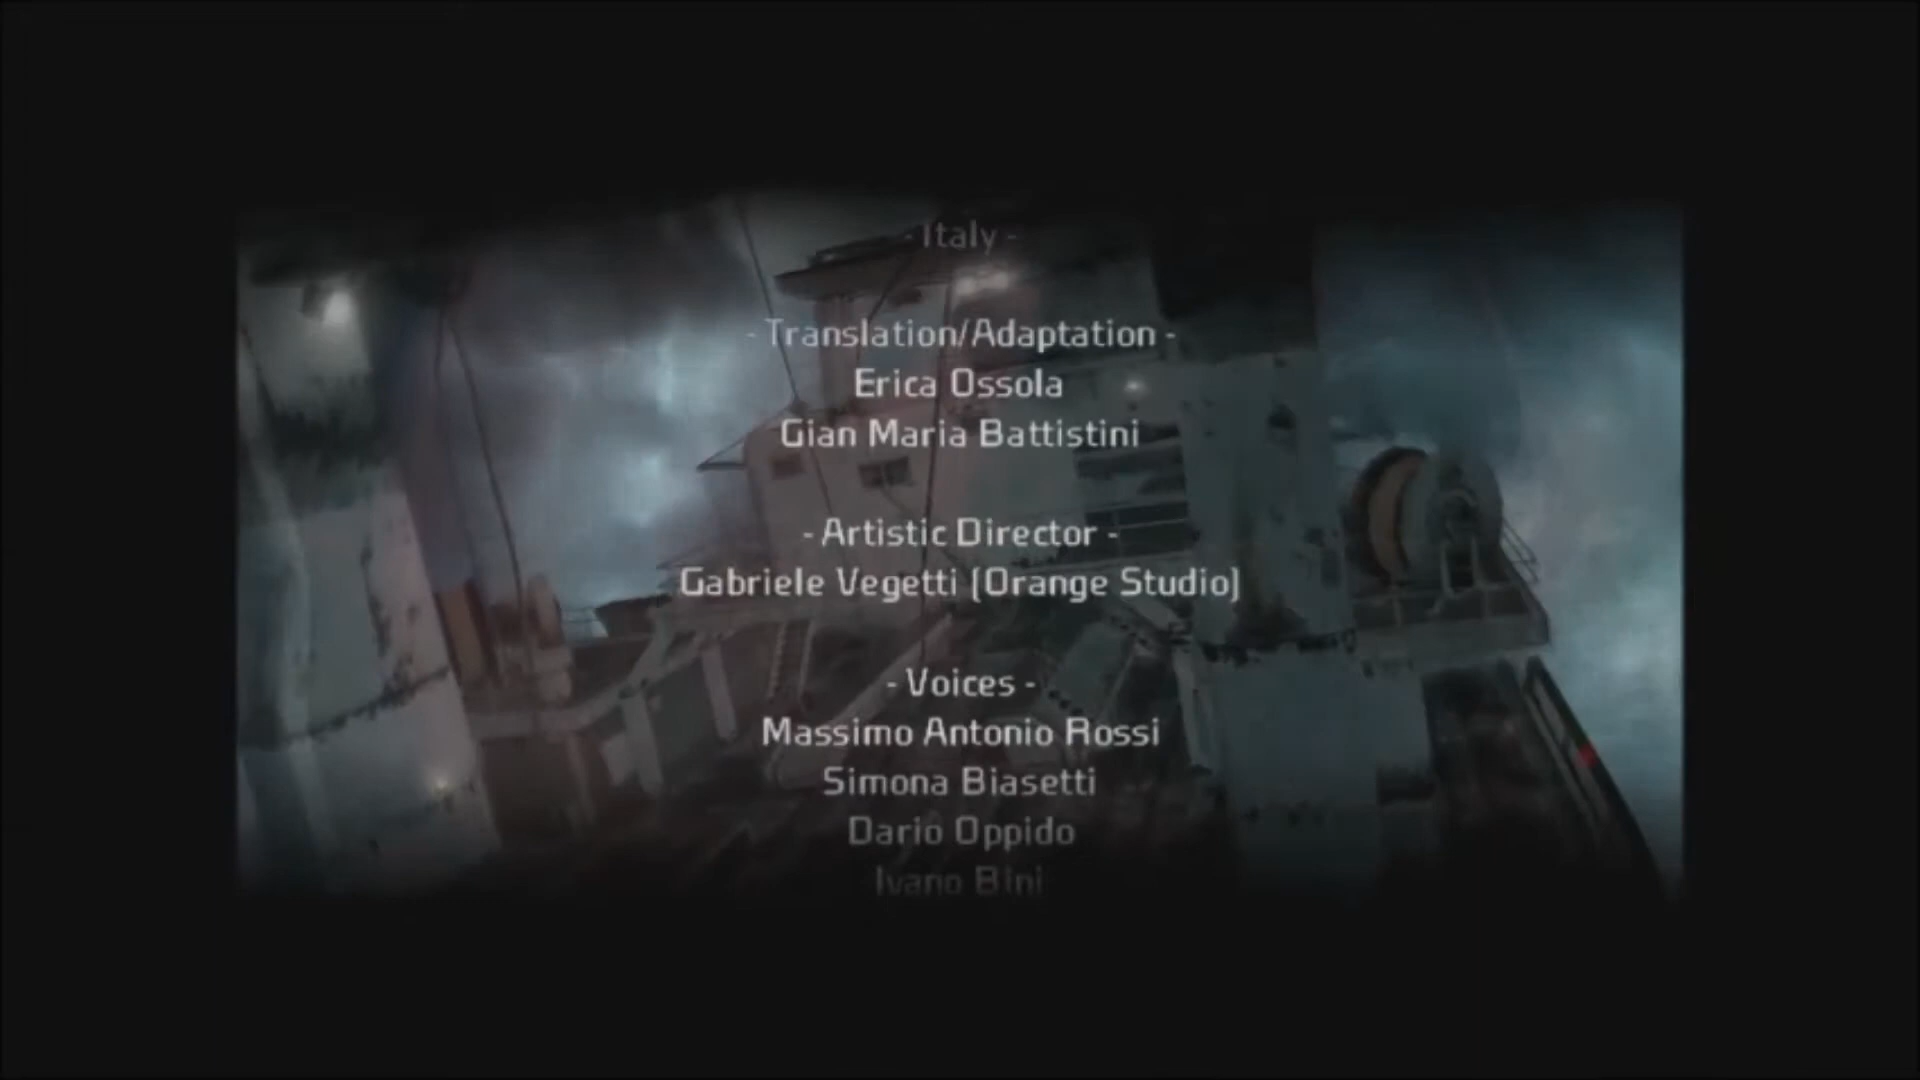 - Italy -
- Translation/Adaptation -
Erica Ossola
Gian Maria Battistini
- Artistic Director -
Gabriele Vegetti (Orange Studio)
- Voices -
Massimo Antonio Rossi
Simona Biasetti
Dario Oppido
Ivano Bini